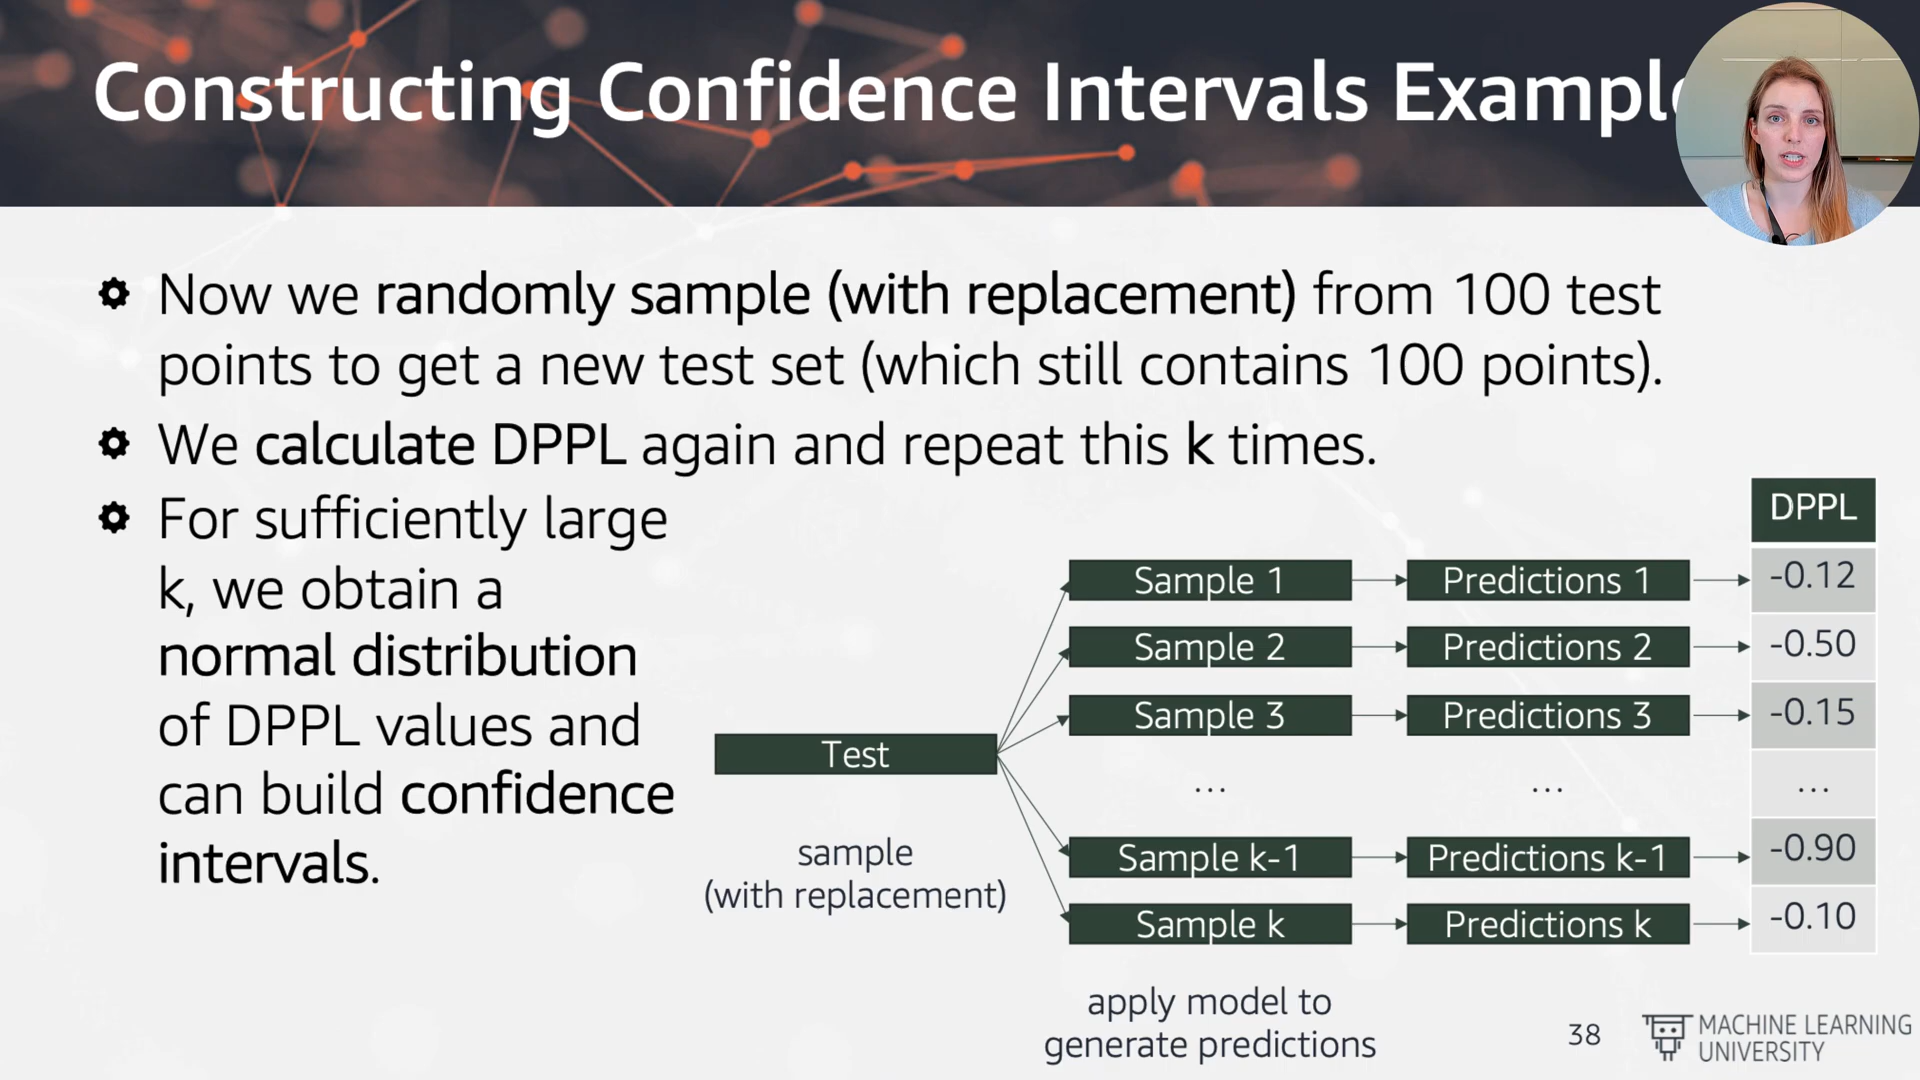 Constructing Confidence Intervals Example
Now we randomly sample (with replacement) from 100 test
points to get a new test set (which still contains 100 points).
We calculate DPPL again and repeat this k times.
For sufficiently large
k, we obtain a
normal distribution
of DPPL values and
can build confidence
intervals.
Test
sample
(with replacement)
Sample 1
Sample 2
Sample 3
...
Sample k-1
Sample k
apply model to
generate predictions
Predictions 1
Predictions 2
Predictions 3
...
Predictions k-1
Predictions k
DPPL
-0.12
-0.50
-0.15
...
-0.90
-0.10
38
MACHINE LEARNING
UNIVERSITY